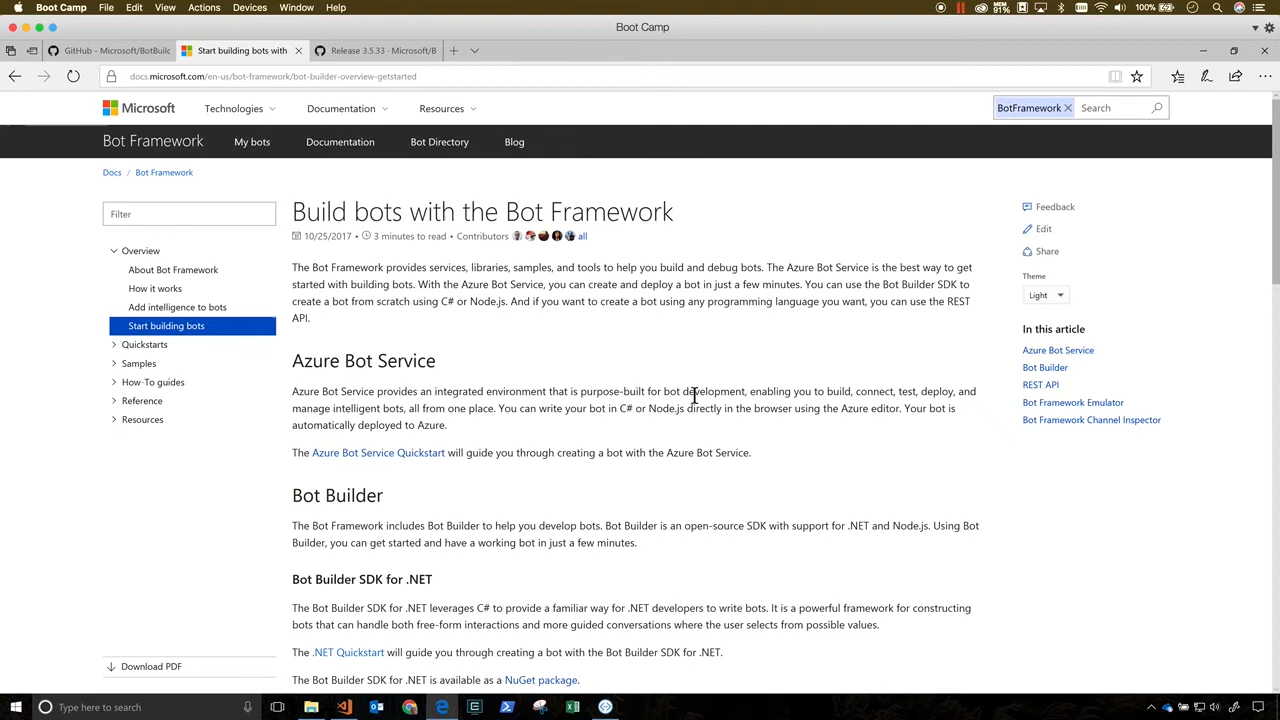 Boot Camp File Edit Actions Devices Window Help
MEM 91%
100%
Boot Camp
GitHub - Microsoft/BotBuilc
Start building bots with
Release 3.5.33 · Microsoft/B
docs.microsoft.com/en-us/bot-framework/bot-builder-overview-getstarted
Microsoft Technologies Documentation Resources
BotFramework Search
Bot Framework My bots Documentation Bot Directory Blog
Docs / Bot Framework
Filter
Overview
About Bot Framework
How it works
Add intelligence to bots
Start building bots
Quickstarts
Samples
How-To guides
Reference
Resources
Download PDF
Build bots with the Bot Framework
10/25/2017 • 3 minutes to read • Contributors all
The Bot Framework provides services, libraries, samples, and tools to help you build and debug bots. The Azure Bot Service is the best way to get
started with building bots. With the Azure Bot Service, you can create and deploy a bot in just a few minutes. You can use the Bot Builder SDK to
create a bot from scratch using C# or Node.js. And if you want to create a bot using any programming language you want, you can use the REST
API.
Azure Bot Service
Azure Bot Service provides an integrated environment that is purpose-built for bot development, enabling you to build, connect, test, deploy, and
manage intelligent bots, all from one place. You can write your bot in C# or Node.js directly in the browser using the Azure editor. Your bot is
automatically deployed to Azure.
The Azure Bot Service Quickstart will guide you through creating a bot with the Azure Bot Service.
Bot Builder
The Bot Framework includes Bot Builder to help you develop bots. Bot Builder is an open-source SDK with support for .NET and Node.js. Using Bot
Builder, you can get started and have a working bot in just a few minutes.
Bot Builder SDK for .NET
The Bot Builder SDK for .NET leverages C# to provide a familiar way for .NET developers to write bots. It is a powerful framework for constructing
bots that can handle both free-form interactions and more guided conversations where the user selects from possible values.
The .NET Quickstart will guide you through creating a bot with the Bot Builder SDK for .NET.
The Bot Builder SDK for .NET is available as a NuGet package.
Feedback
Edit
Share
Theme
Light
In this article
Azure Bot Service
Bot Builder
REST API
Bot Framework Emulator
Bot Framework Channel Inspector
Type here to search